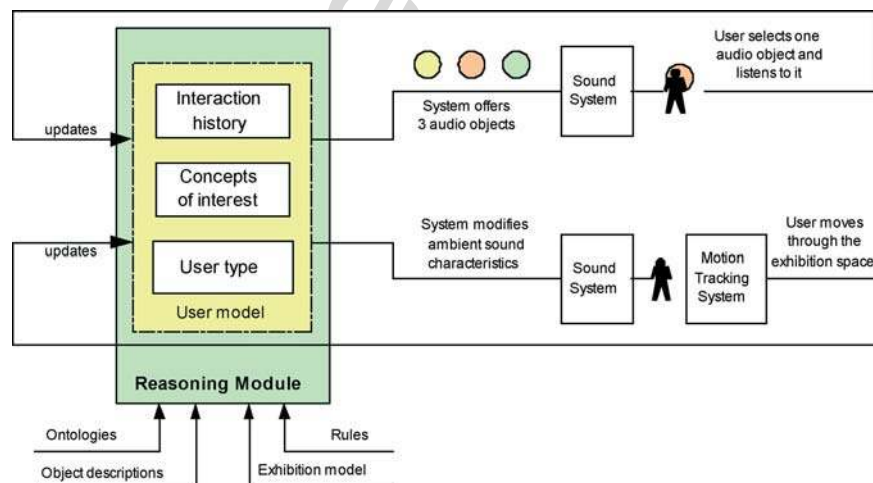 User selects one
audio object and
listens to it
Interaction
history
updates
System offers
3 audio objects
Sound
System
Concepts
of interest
updates
System modifies
ambient sound
characteristics
User moves
through the
exhibition space
User type
Sound
System
Motion
Tracking
System
User model
Reasoning Module
Ontologies
Rules
Object descriptions
Exhibition model